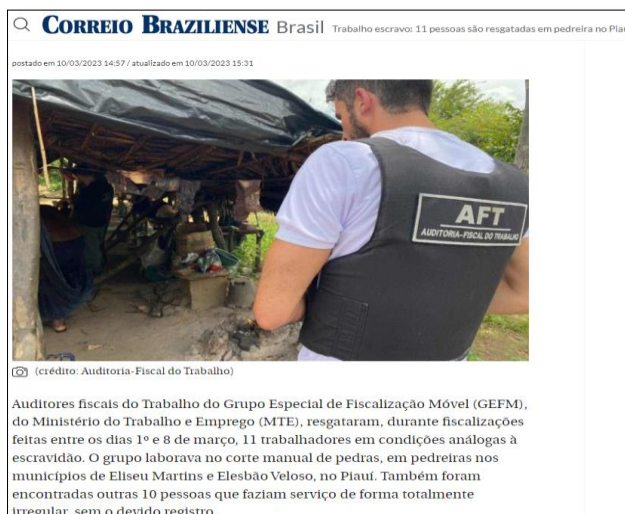 CORREIO BRAZILIENSE Brasil Trabalho escravo: 11 pessoas são resgatadas em pedreira no Piauí
postado em 10/03/2023 14:57 / atualizado em 10/03/2023 15:31
AFT
AUDITORIA-FISCAL DO TRABALHO
(crédito: Auditoria-Fiscal do Trabalho)
Auditores fiscais do Trabalho do Grupo Especial de Fiscalização Móvel (GEFM),
do Ministério do Trabalho e Emprego (MTE), resgataram, durante fiscalizações
feitas entre os dias 1º e 8 de março, 11 trabalhadores em condições análogas à
escravidão. O grupo laborava no corte manual de pedras, em pedreiras nos
municípios de Eliseu Martins e Elesbão Veloso, no Piauí. Também foram
encontradas outras 10 pessoas que faziam serviço de forma totalmente
irregular, sem o devido registro.